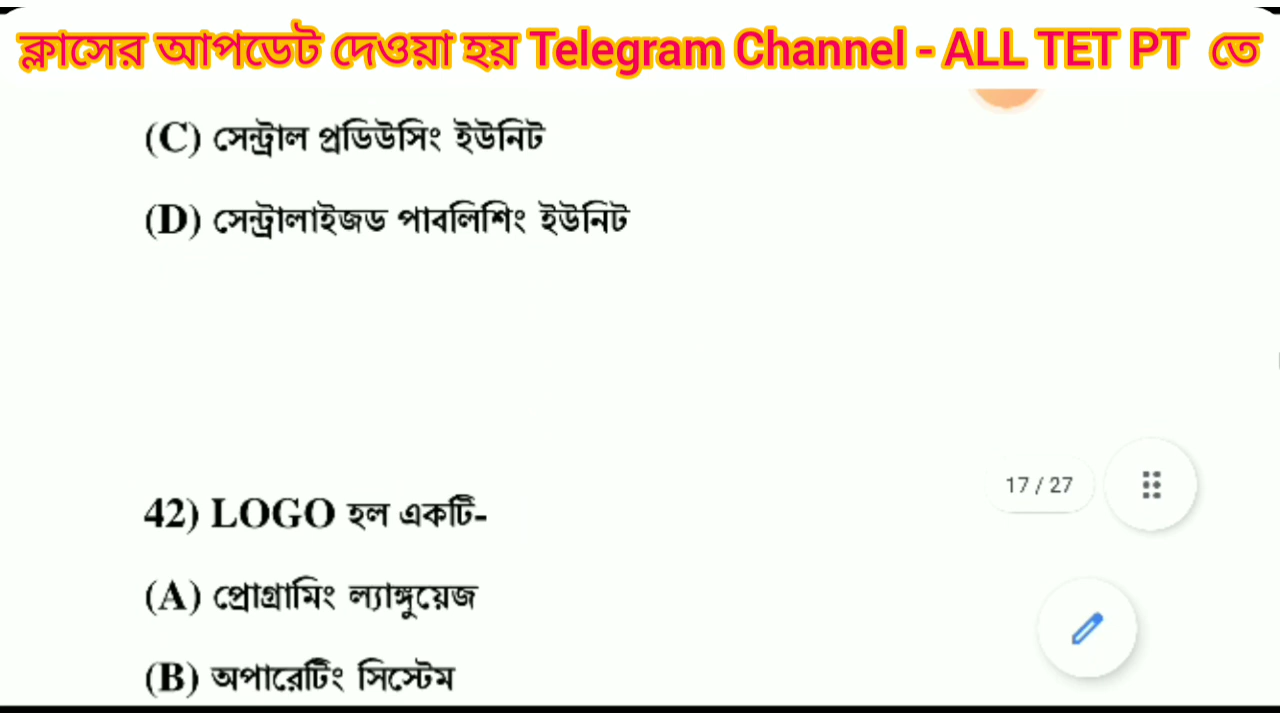 ক্লাসের আপডেট দেওয়া হয় Telegram Channel - ALL TET PT তে
(C) সেন্ট্রাল প্রডিউসিং ইউনিট
(D) সেন্ট্রালাইজড পাবলিশিং ইউনিট
17 / 27
42) LOGO হল একটি-
(A) প্রোগ্রামিং ল্যাঙ্গুয়েজ
(B) অপারেটিং সিস্টেম